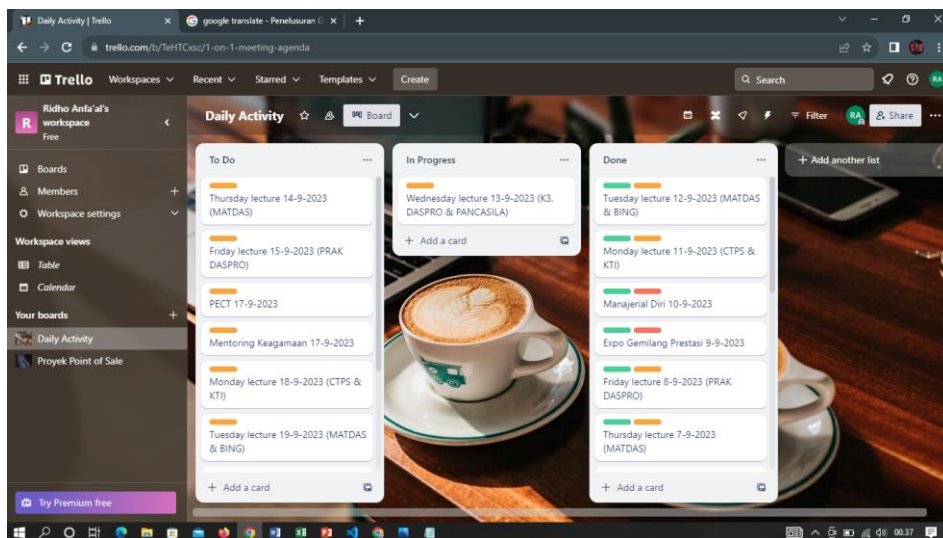 Daily Activity | Trello
google translate - Penelusuran G
trello.com/b/TeHTCxsc/1-on-1-meeting-agenda
Trello Workspaces Recent Starred Templates Create Search RA
R
Ridho Anfa'al's
workspace
Free
Boards
Members
Workspace settings
Workspace views
Table
Calendar
Your boards
Daily Activity
Proyek Point of Sale
Try Premium free
Daily Activity Board Filter RA Share
To Do
Thursday lecture 14-9-2023
(MATDAS)
Friday lecture 15-9-2023 (PRAK
DASPRO)
PECT 17-9-2023
Mentoring Keagamaan 17-9-2023
Monday lecture 18-9-2023 (CTPS &
KTI)
Tuesday lecture 19-9-2023 (MATDAS
& BING)
+ Add a card
In Progress
Wednesday lecture 13-9-2023 (K3.
DASPRO & PANCASILA)
+ Add a card
Done
Tuesday lecture 12-9-2023 (MATDAS
& BING)
Monday lecture 11-9-2023 (CTPS &
KTI)
Manajerial Diri 10-9-2023
Expo Gemilang Prestasi 9-9-2023
Friday lecture 8-9-2023 (PRAK
DASPRO)
Thursday lecture 7-9-2023
(MATDAS)
+ Add a card
+ Add another list
00.37